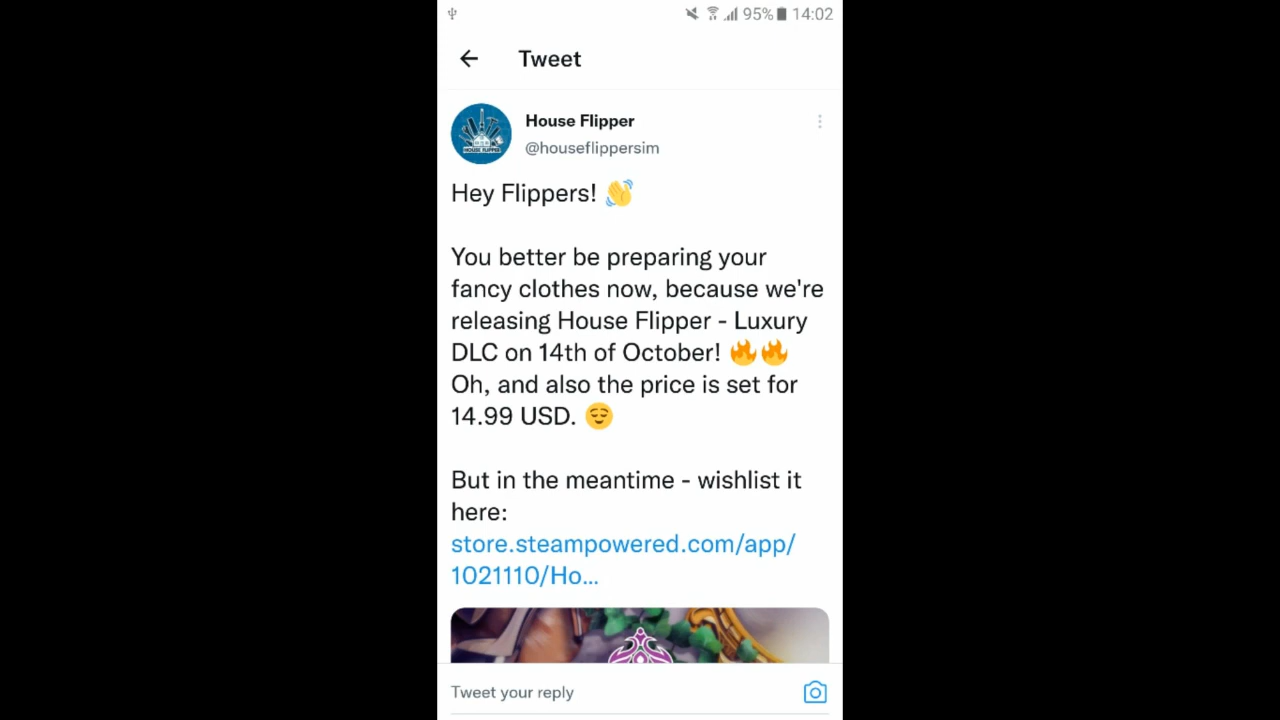 95% 14:02
Tweet
House Flipper
@houseflippersim
Hey Flippers! 👋
You better be preparing your
fancy clothes now, because we're
releasing House Flipper - Luxury
DLC on 14th of October! 🔥🔥
Oh, and also the price is set for
14.99 USD. 😌
But in the meantime - wishlist it
here:
store.steampowered.com/app/
1021110/Ho...
Tweet your reply